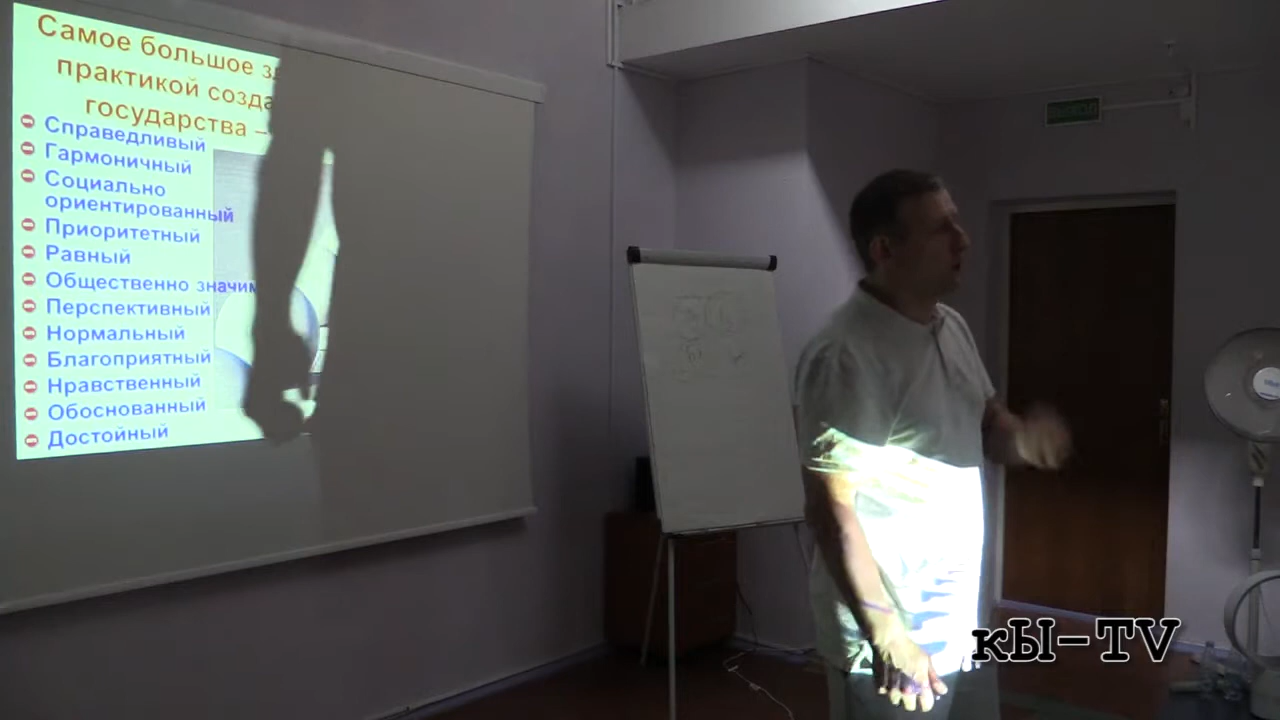 Самое большое
практикой созда
государства –
Справедливый
Гармоничный
Социально
ориентированный
Приоритетный
Равный
Общественно значим
Перспективный
Нормальный
Благоприятный
Нравственный
Обоснованный
Достойный
кЫ-TV